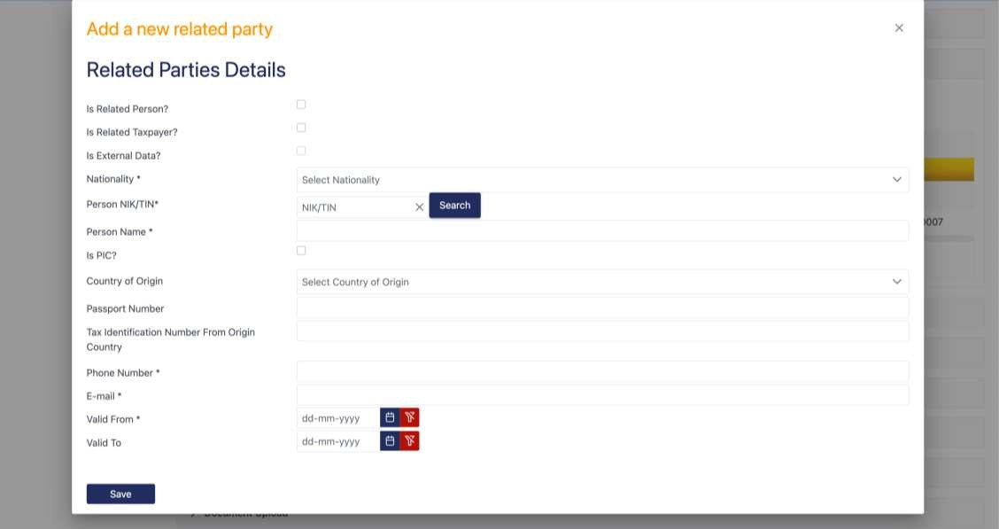 Add a new related party
Related Parties Details
Is Related Person?
Is Related Taxpayer?
Is External Data?
Nationality *
Select Nationality
Person NIK/TIN*
NIK/TIN
Search
Person Name *
Is PIC?
Country of Origin
Select Country of Origin
Passport Number
Tax Identification Number From Origin
Country
Phone Number *
E-mail *
Valid From *
dd-mm-yyyy
Valid To
dd-mm-yyyy
Save
0007
Document Upload